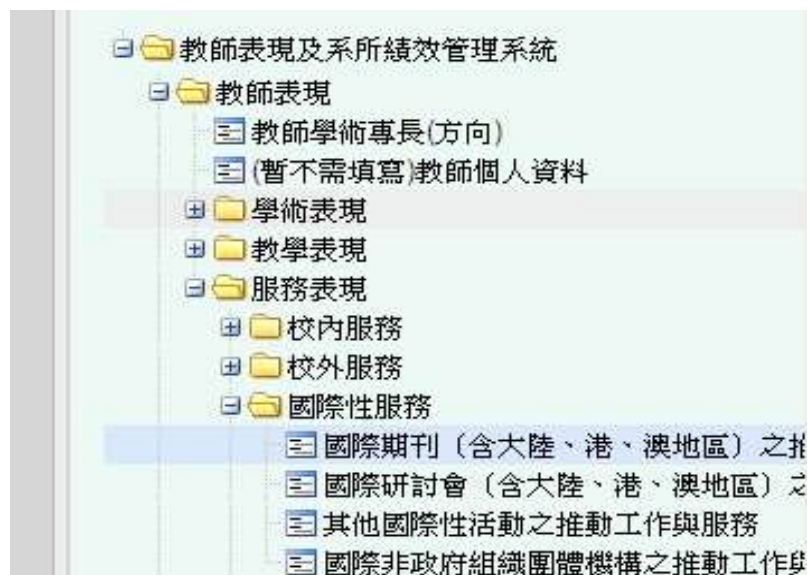 教師表現及系所績效管理系統
教師表現
教師學術專長(方向)
(暫不需填寫)教師個人資料
學術表現
教學表現
服務表現
校內服務
校外服務
國際性服務
國際期刊（含大陸、港、澳地區）之推
國際研討會（含大陸、港、澳地區）之
其他國際性活動之推動工作與服務
國際非政府組織團體機構之推動工作與